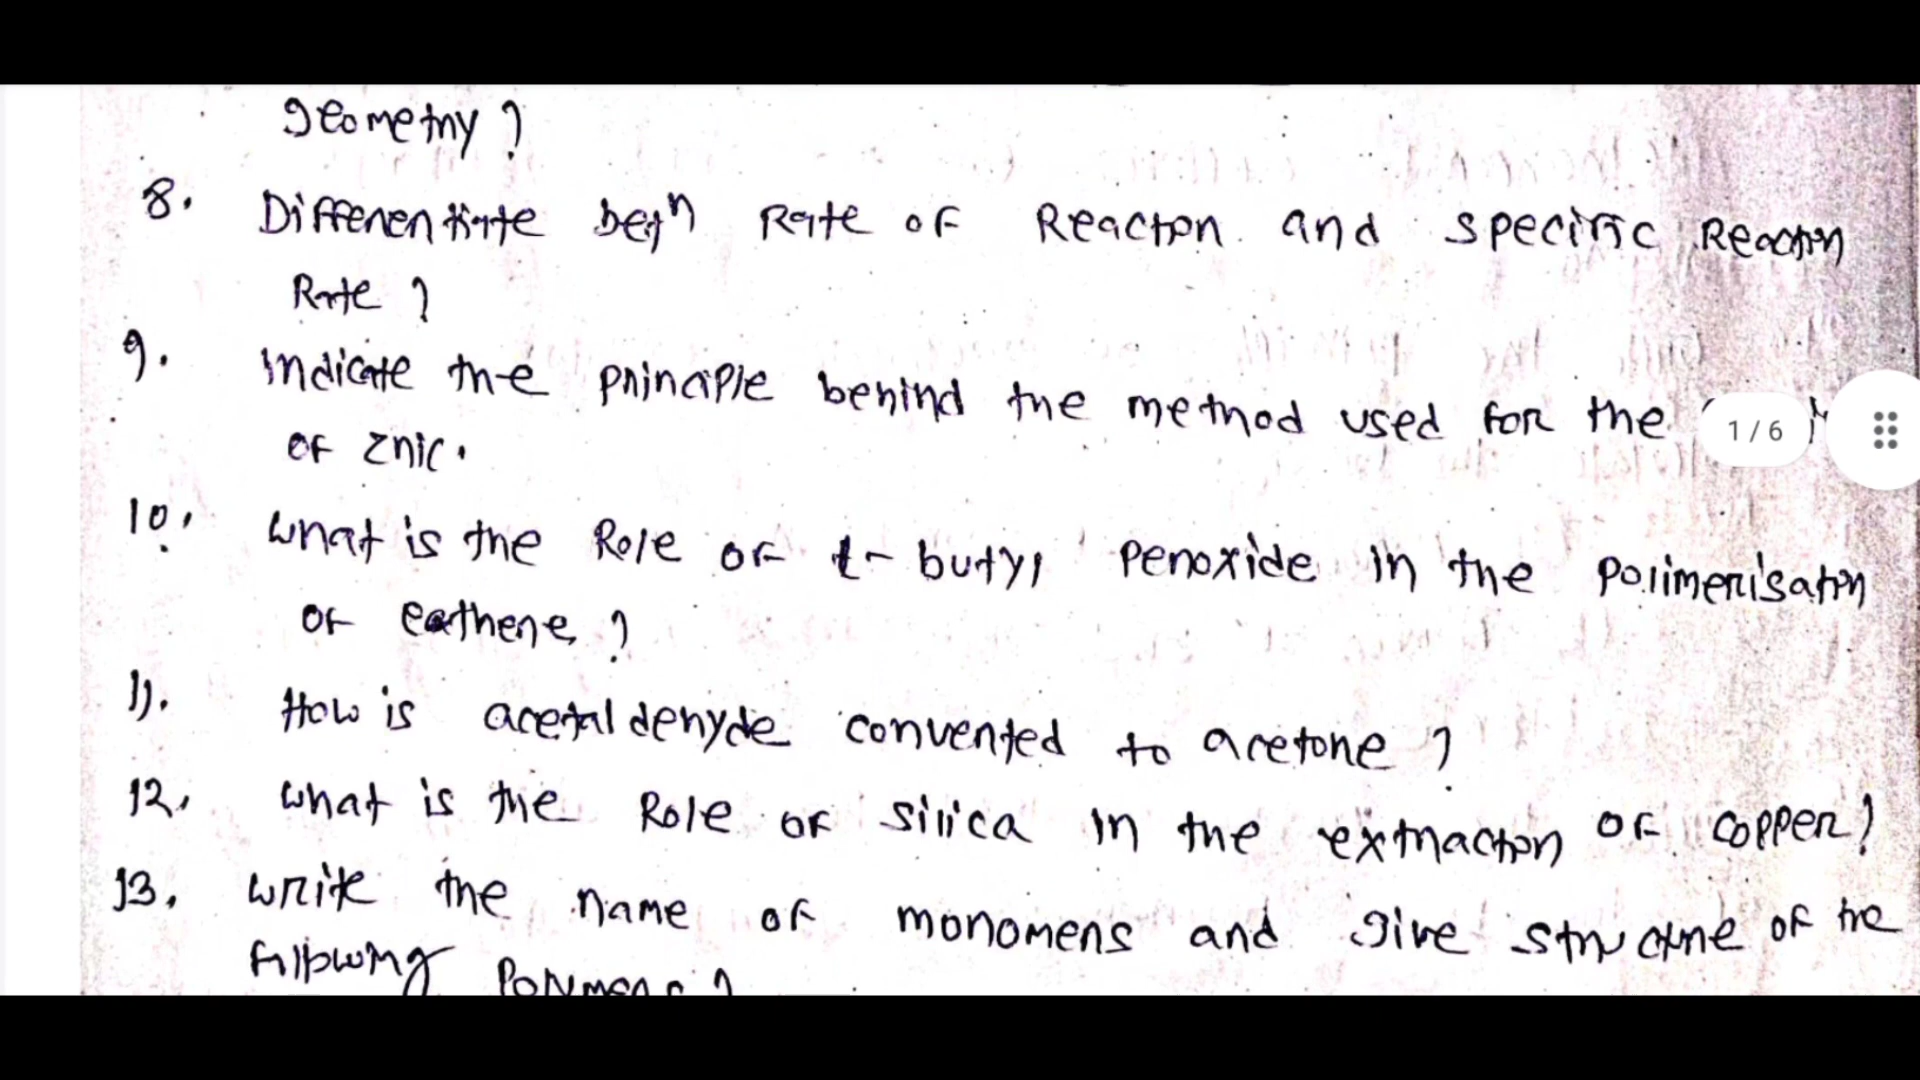 geometry ?
8. Differentiate betn Rate of Reaction and specific Reaction
Rate ?
9. Indicate the principle behind the method used for the
1 / 6
of znic.
10. What is the Role of t-butyl peroxide in the polimerisation
of eathene ?
11. How is acetaldehyde converted to acetone ?
12. What is the Role of silica in the extraction of copper ?
13. Write the name of monomers and give structure of the
following Polymers ?